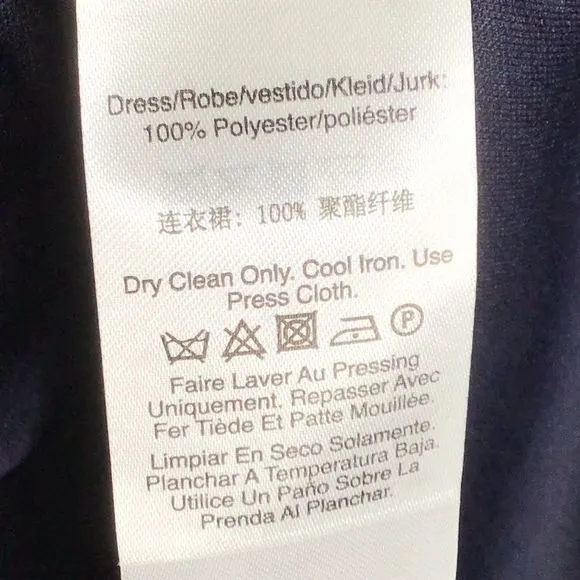 Dress/Robe/vestido/Kleid/Jurk:
100% Polyester/poliéster
连衣裙: 100% 聚酯纤维
Dry Clean Only. Cool Iron. Use
Press Cloth.
P
Faire Laver Au Pressing
Uniquement. Repasser Avec
Fer Tiède Et Patte Mouillée.
Limpiar En Seco Solamente.
Planchar A Temperatura Baja.
Utilice Un Paño Sobre La
Prenda Al Planchar.